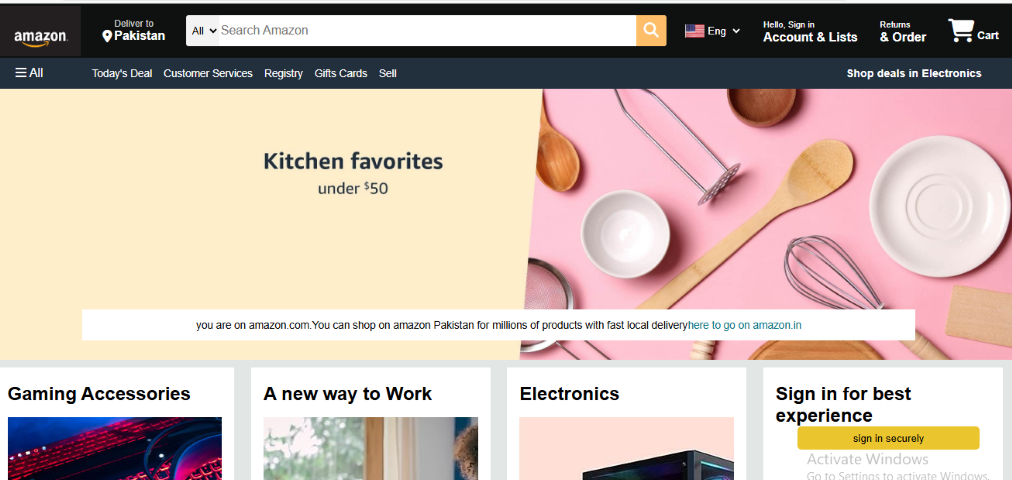 amazon
Deliver to
Pakistan
All
Search Amazon
Eng
Hello, Sign in
Account & Lists
Returns
& Order
Cart
All
Today's Deal
Customer Services
Registry
Gifts Cards
Sell
Shop deals in Electronics
Kitchen favorites
under $50
you are on amazon.com.You can shop on amazon Pakistan for millions of products with fast local deliveryhere to go on amazon.in
Gaming Accessories
A new way to Work
Electronics
Sign in for best
experience
sign in securely
Activate Windows
Go to Settings to activate Windows.